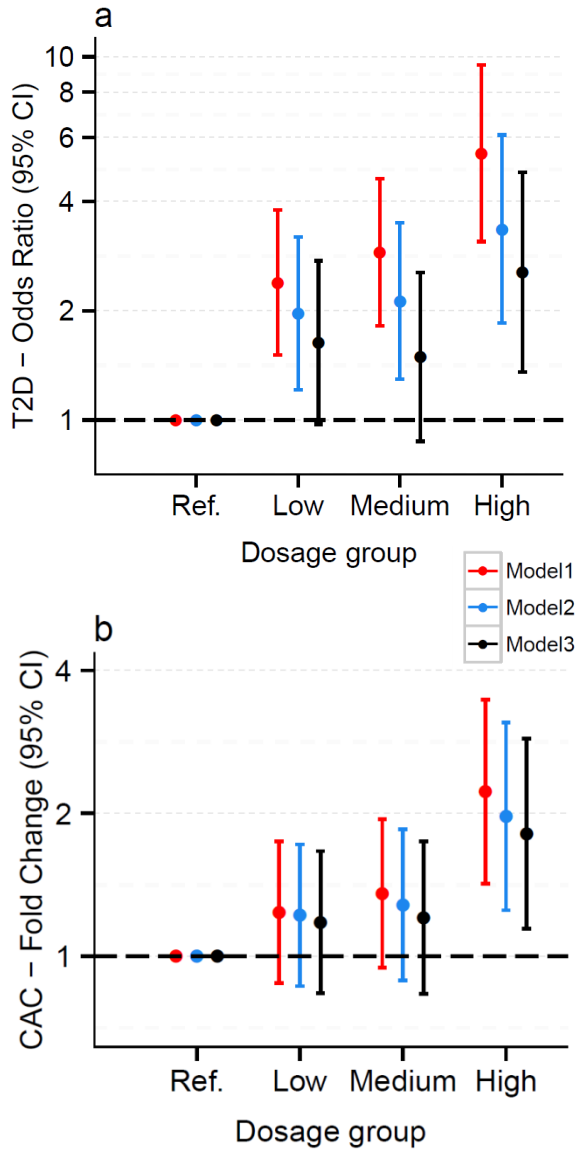 a
T2D − Odds Ratio (95% CI)
10
8
6
4
2
1
Ref. Low Medium High
Dosage group
Model1
Model2
Model3
b
CAC − Fold Change (95% CI)
4
2
1
Ref. Low Medium High
Dosage group